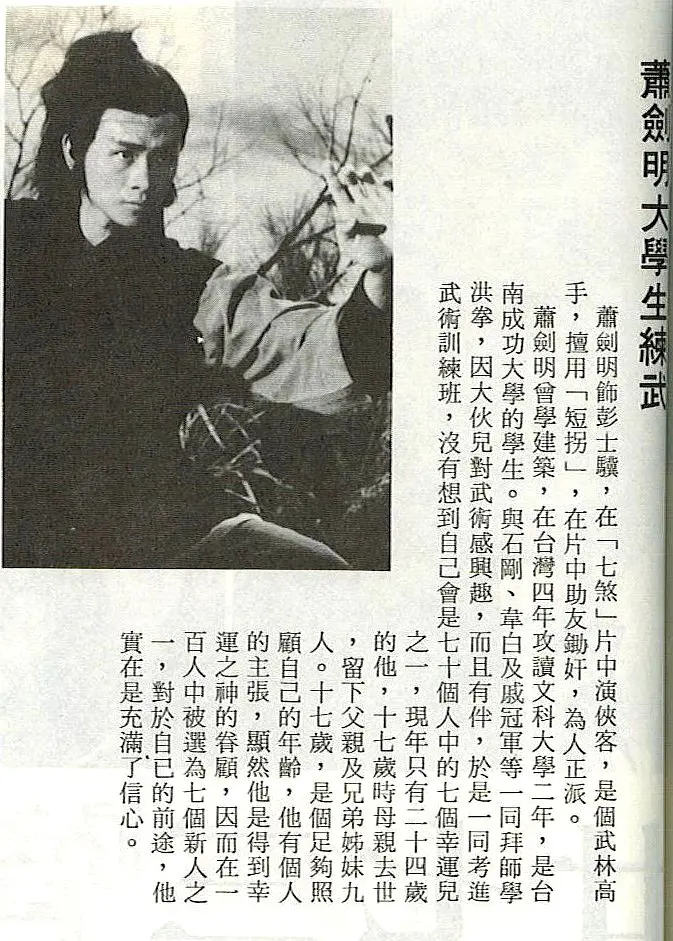 蕭劍明大學生練武
蕭劍明飾彭士驥，在「七煞」片中演俠客，是個武林高
手，擅用「短拐」，在片中助友鋤奸，為人正派。
蕭劍明曾學建築，在台灣四年攻讀文科大學二年，是台
南成功大學的學生。與石剛、韋白及戚冠軍等一同拜師學
洪拳，因大伙兒對武術感興趣，而且有伴，於是一同考進
武術訓練班，沒有想到自己會是七十個人中的七個幸運兒
之一，現年只有二十四歲
的他，十七歲時母親去世
，留下父親及兄弟姊妹九
人。十七歲，是個足夠照
顧自己的年齡，他有個人
的主張，顯然他是得到幸
運之神的眷顧，因而在一
百人中被選為七個新人之
一，對於自己的前途，他
實在是充滿了信心。